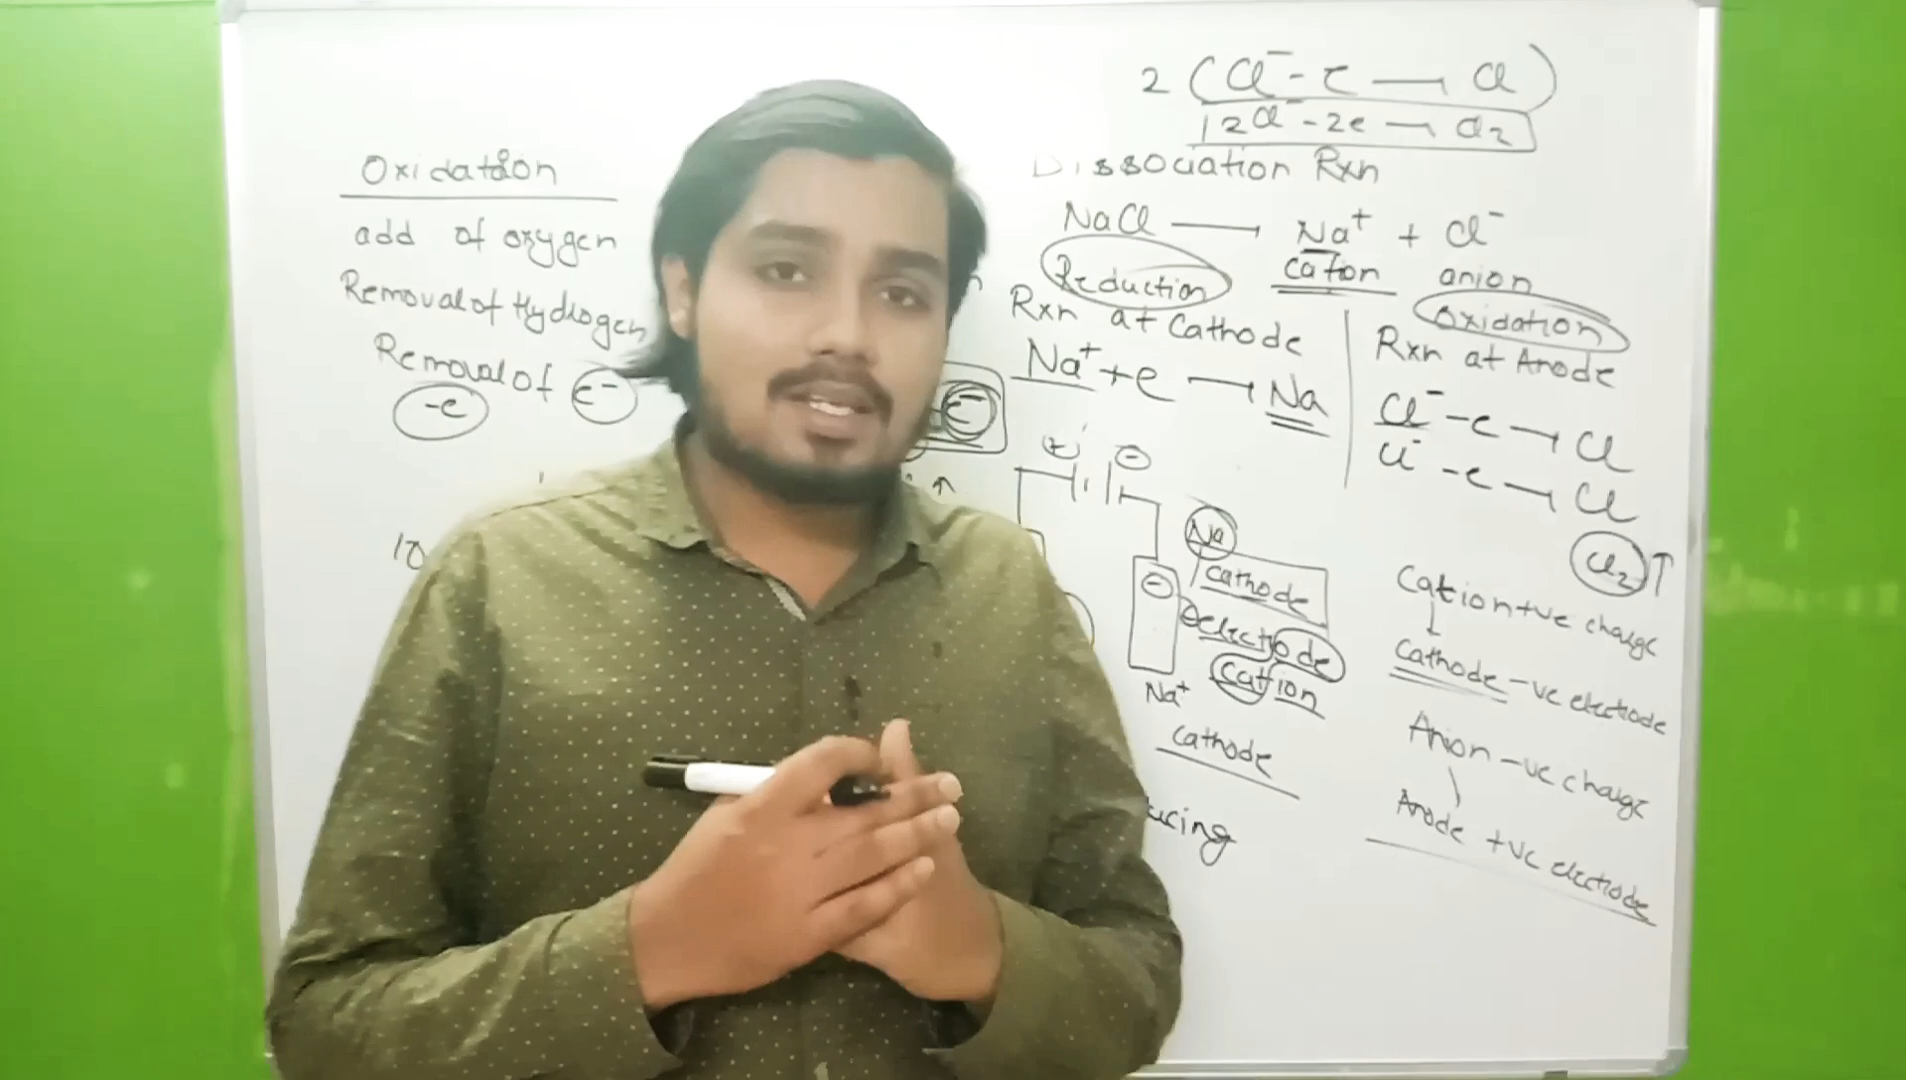 Oxidation
add of oxygen
Removal of Hydrogen
Removal of e⁻
-e
10
2 (Cl⁻ - e → Cl)
2Cl⁻ - 2e → Cl₂
Dissociation Rxn
NaCl → Na⁺ + Cl⁻
cation anion
Reduction
Rxn at Cathode
Na⁺ + e → Na
e⁻
Oxidation
Rxn at Anode
Cl⁻ - e → Cl
Cl⁻ - e → Cl
Cl₂ ↑
+ -
Na
Cathode
-
Electrode
Cation
Na⁺
cathode
ucing
Cation +ve charge
↓
Cathode -ve electrode
Anion -ve charge
Anode +ve electrode